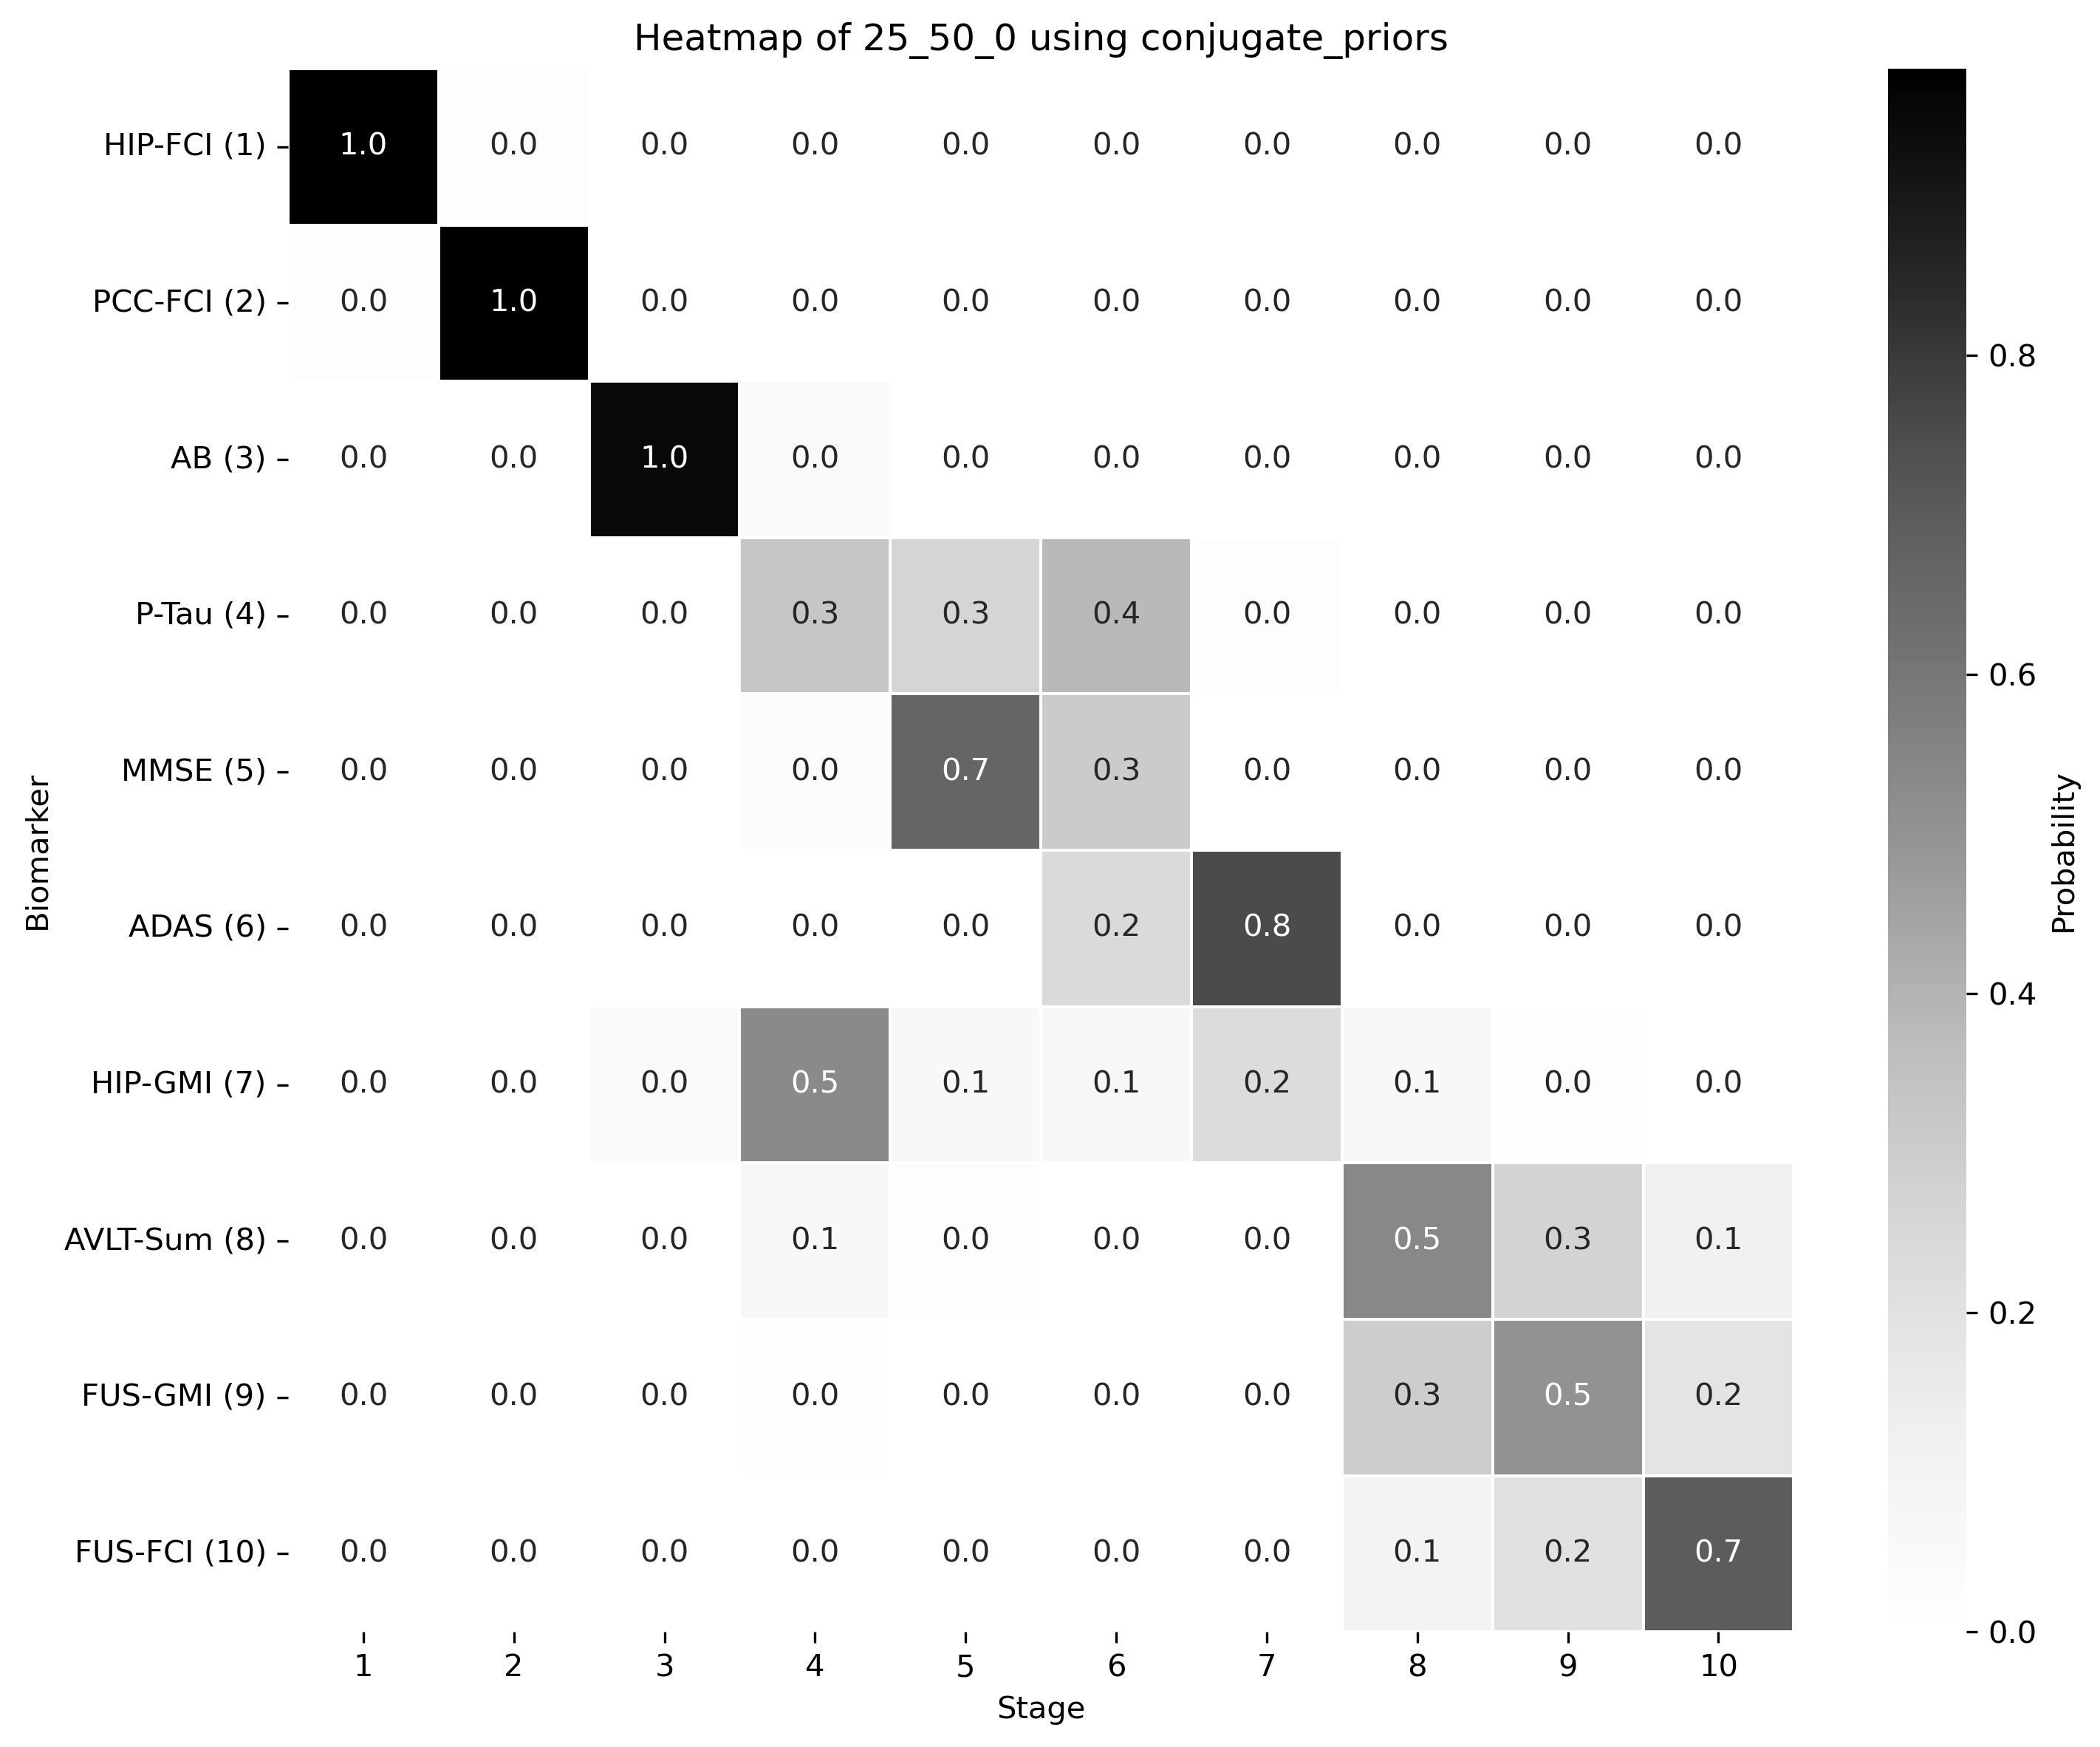 Heatmap of 25_50_0 using conjugate_priors
HIP-FCI (1) 1.0 0.0 0.0 0.0 0.0 0.0 0.0 0.0 0.0 0.0
PCC-FCI (2) 0.0 1.0 0.0 0.0 0.0 0.0 0.0 0.0 0.0 0.0
AB (3) 0.0 0.0 1.0 0.0 0.0 0.0 0.0 0.0 0.0 0.0
P-Tau (4) 0.0 0.0 0.0 0.3 0.3 0.4 0.0 0.0 0.0 0.0
MMSE (5) 0.0 0.0 0.0 0.0 0.7 0.3 0.0 0.0 0.0 0.0
ADAS (6) 0.0 0.0 0.0 0.0 0.0 0.2 0.8 0.0 0.0 0.0
HIP-GMI (7) 0.0 0.0 0.0 0.5 0.1 0.1 0.2 0.1 0.0 0.0
AVLT-Sum (8) 0.0 0.0 0.0 0.1 0.0 0.0 0.0 0.5 0.3 0.1
FUS-GMI (9) 0.0 0.0 0.0 0.0 0.0 0.0 0.0 0.3 0.5 0.2
FUS-FCI (10) 0.0 0.0 0.0 0.0 0.0 0.0 0.0 0.1 0.2 0.7
1 2 3 4 5 6 7 8 9 10
Stage
Biomarker
0.8
0.6
0.4
0.2
0.0
Probability